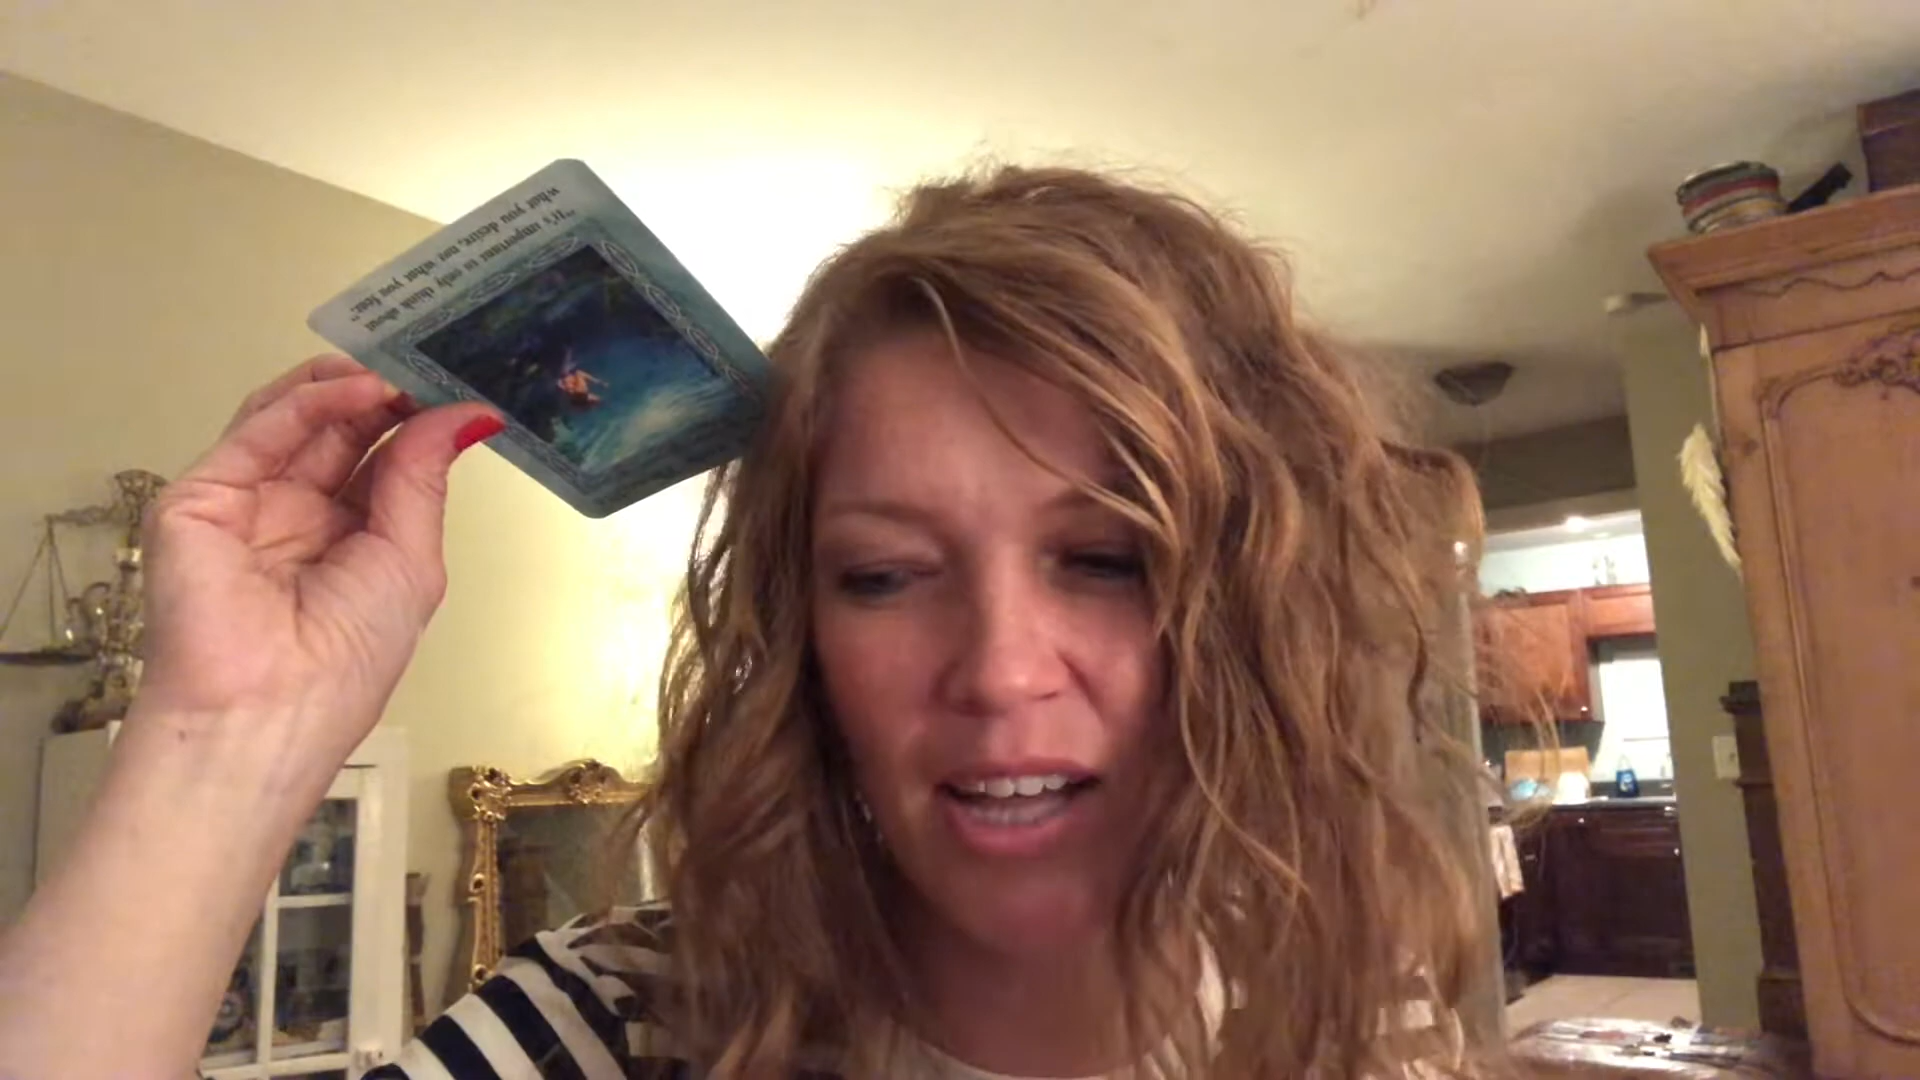 "It's important to only think about
what you desire, not what you fear."